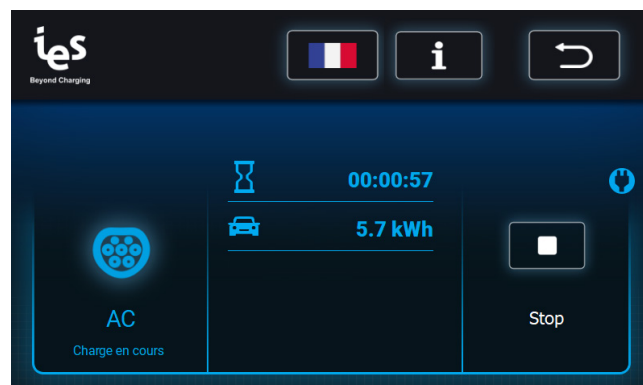 ies
Beyond Charging
i
00:00:57
5.7 kWh
AC
Charge en cours
Stop